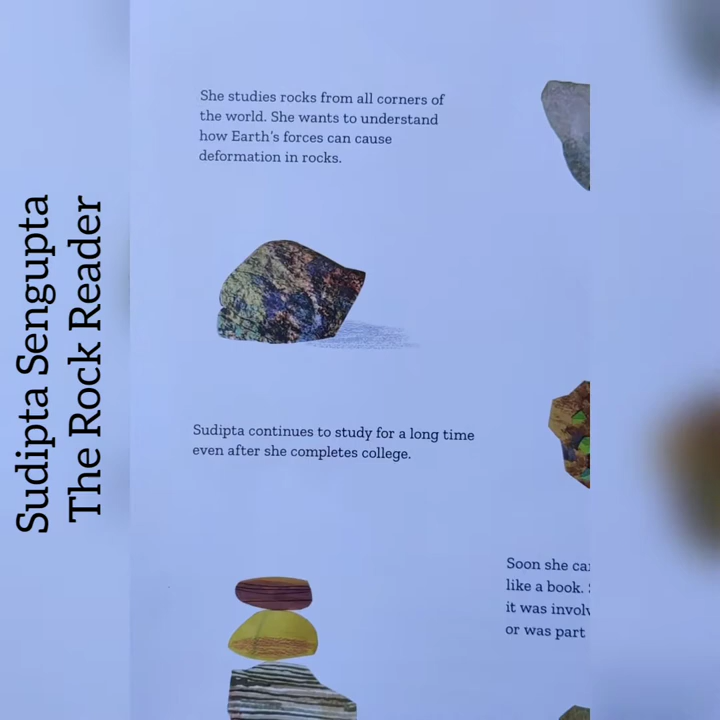 Sudipta Sengupta
The Rock Reader
She studies rocks from all corners of
the world. She wants to understand
how Earth's forces can cause
deformation in rocks.
Sudipta continues to study for a long time
even after she completes college.
Soon she
like a book.
it was
or was part